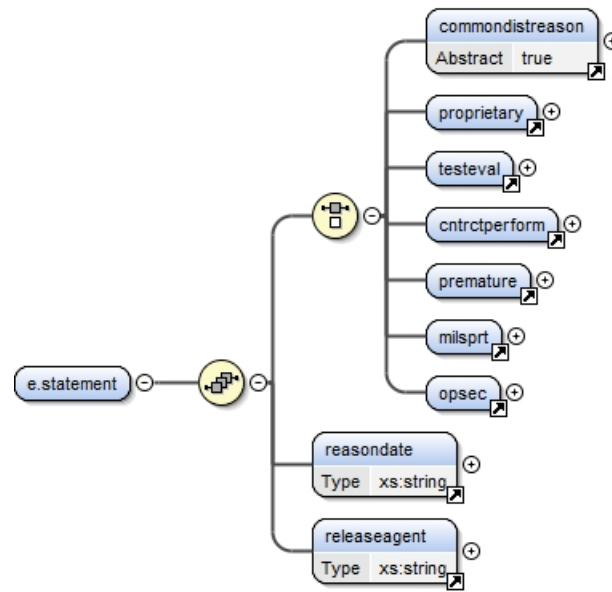 commondistreason
Abstract true
proprietary
testeval
cntrctperform
premature
milsprt
e.statement
opsec
reasondate
Type xs:string
releaseagent
Type xs:string